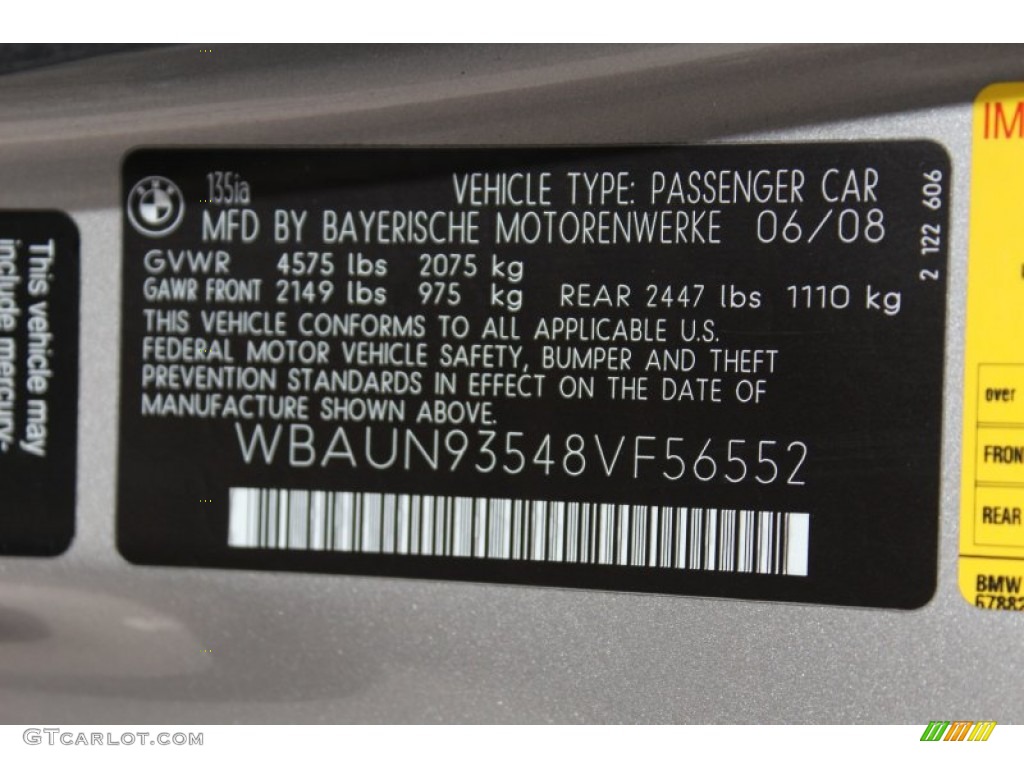 135ia
VEHICLE TYPE: PASSENGER CAR
MFD BY BAYERISCHE MOTORENWERKE 06/08
GVWR 4575 lbs 2075 kg
GAWR FRONT 2149 lbs 975 kg REAR 2447 lbs 1110 kg
THIS VEHICLE CONFORMS TO ALL APPLICABLE U.S.
FEDERAL MOTOR VEHICLE SAFETY, BUMPER AND THEFT
PREVENTION STANDARDS IN EFFECT ON THE DATE OF
MANUFACTURE SHOWN ABOVE.
WBAUN93548VF56552
2 122 606
This vehicle may
include mercury-
IM
over
FRON
REAR
BMW
6788
GTcarlot.com